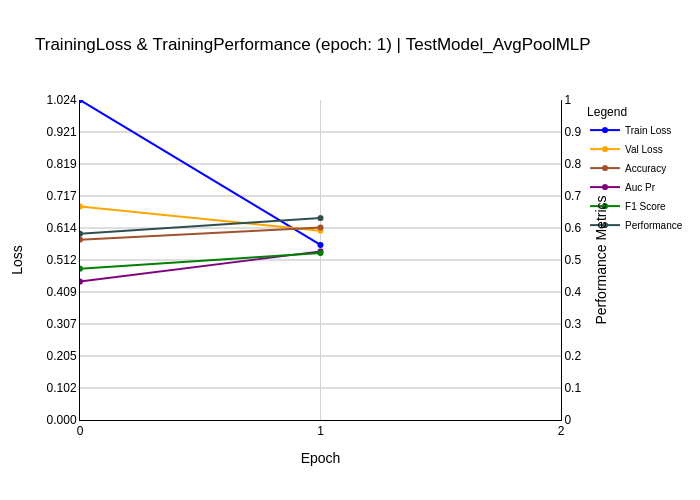 TrainingLoss & TrainingPerformance (epoch: 1) | TestModel_AvgPoolMLP
1.024
0.921
0.819
0.717
0.614
0.512
0.409
0.307
0.205
0.102
0.000
Loss
0
1
2
Epoch
1
0.9
0.8
0.7
0.6
0.5
0.4
0.3
0.2
0.1
0
Performance Metrics
Legend
Train Loss
Val Loss
Accuracy
Auc Pr
F1 Score
Performance